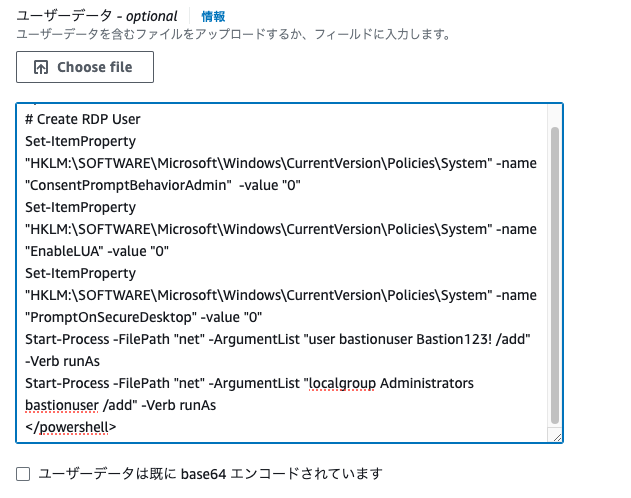 ユーザーデータ - optional 情報
ユーザーデータを含むファイルをアップロードするか、フィールドに入力します。
Choose file
# Create RDP User
Set-ItemProperty
"HKLM:\SOFTWARE\Microsoft\Windows\CurrentVersion\Policies\System" -name
"ConsentPromptBehaviorAdmin"  -value "0"
Set-ItemProperty
"HKLM:\SOFTWARE\Microsoft\Windows\CurrentVersion\Policies\System" -name
"EnableLUA" -value "0"
Set-ItemProperty
"HKLM:\SOFTWARE\Microsoft\Windows\CurrentVersion\Policies\System" -name
"PromptOnSecureDesktop" -value "0"
Start-Process -FilePath "net" -ArgumentList "user bastionuser Bastion123! /add"
-Verb runAs
Start-Process -FilePath "net" -ArgumentList "localgroup Administrators
bastionuser /add" -Verb runAs
</powershell>
ユーザーデータは既に base64 エンコードされています